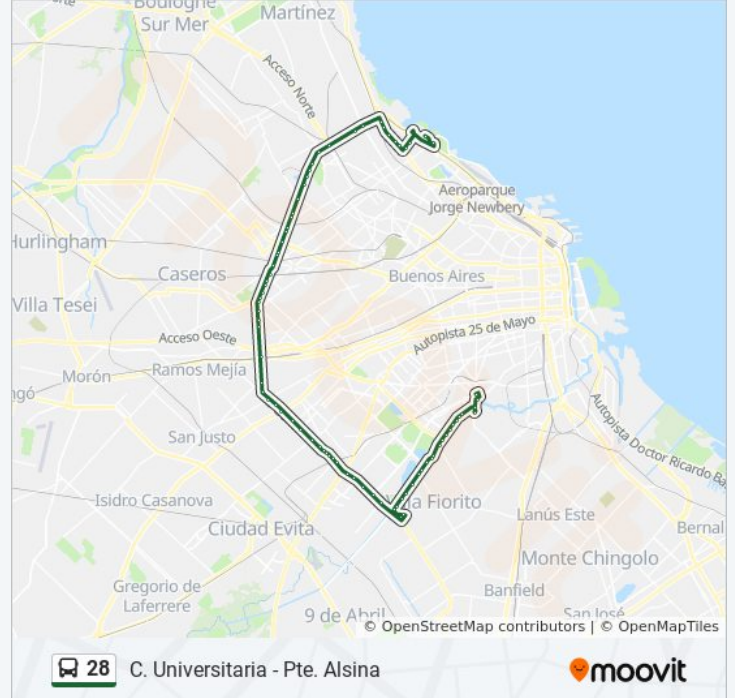 Boulogne
Sur Mer
Martínez
Acceso Norte
Aeroparque
Jorge Newbery
Hurlingham
Caseros
Buenos Aires
Villa Tesei
Acceso Oeste
Autopista 25 de Mayo
Ramos Mejía
Morón
San Justo
Autopista Doctor Ricardo Ba
Isidro Casanova
Villa Fiorito
Lanús Este
Ciudad Evita
Bernal
Monte Chingolo
Gregorio de
Laferrere
Banfield
9 de Abril
San José
© OpenStreetMap contributors | © OpenMapTiles
28 C. Universitaria - Pte. Alsina
moovit